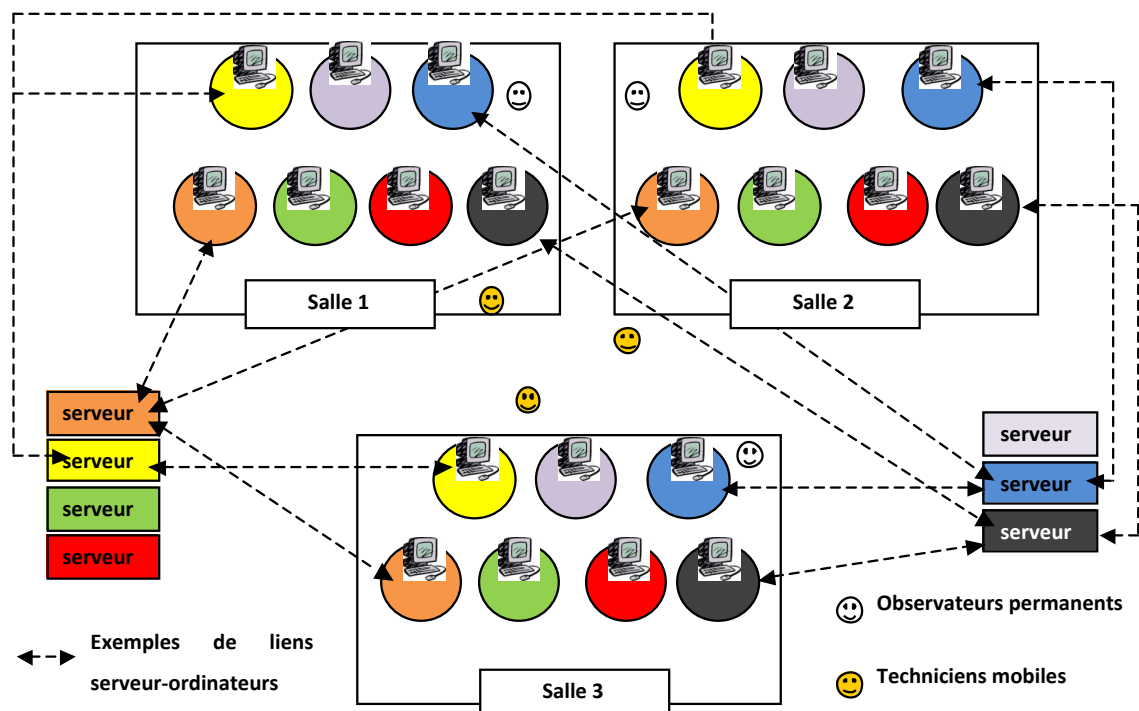 Salle 1
Salle 2
serveur
serveur
serveur
serveur
serveur
serveur
serveur
Observateurs permanents
Exemples de liens
serveur-ordinateurs
Techniciens mobiles
Salle 3